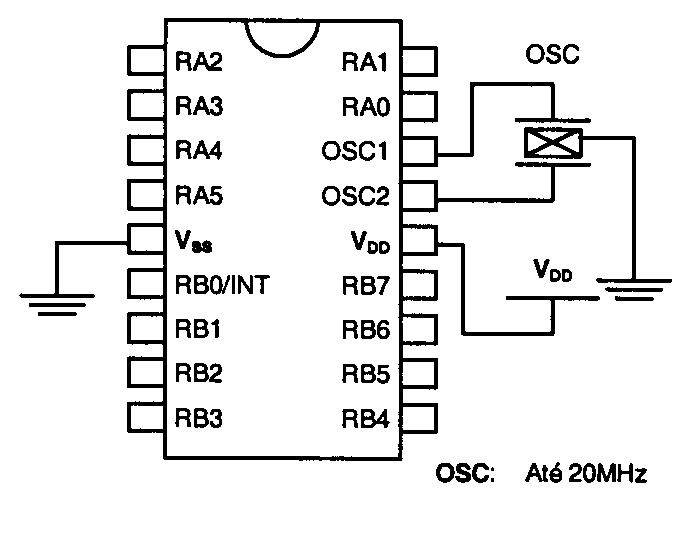 OSC
RA2 RA1
RA3 RA0
RA4 OSC1
RA5 OSC2
Vss VDD
VDD
RB0/INT RB7
RB1 RB6
RB2 RB5
RB3 RB4
OSC: Até 20MHz